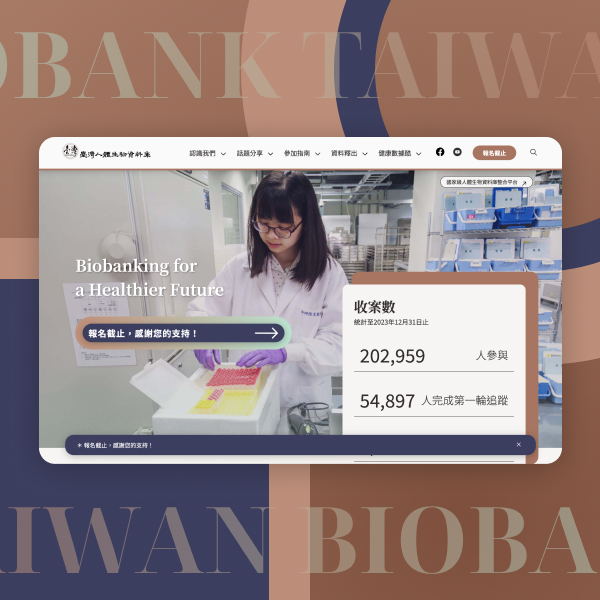 OBANK TAIWA
臺灣人體生物資料庫
認識我們 話題分享 參加指南 資料釋出 健康數據酷 報名截止
國家級人體生物資料庫整合平台
Biobanking for
a Healthier Future
報名截止，感謝您的支持！
收案數
統計至2023年12月31日止
202,959 人參與
54,897 人完成第一輪追蹤
＊報名截止，感謝您的支持！ ×
AIWAN BIOBA